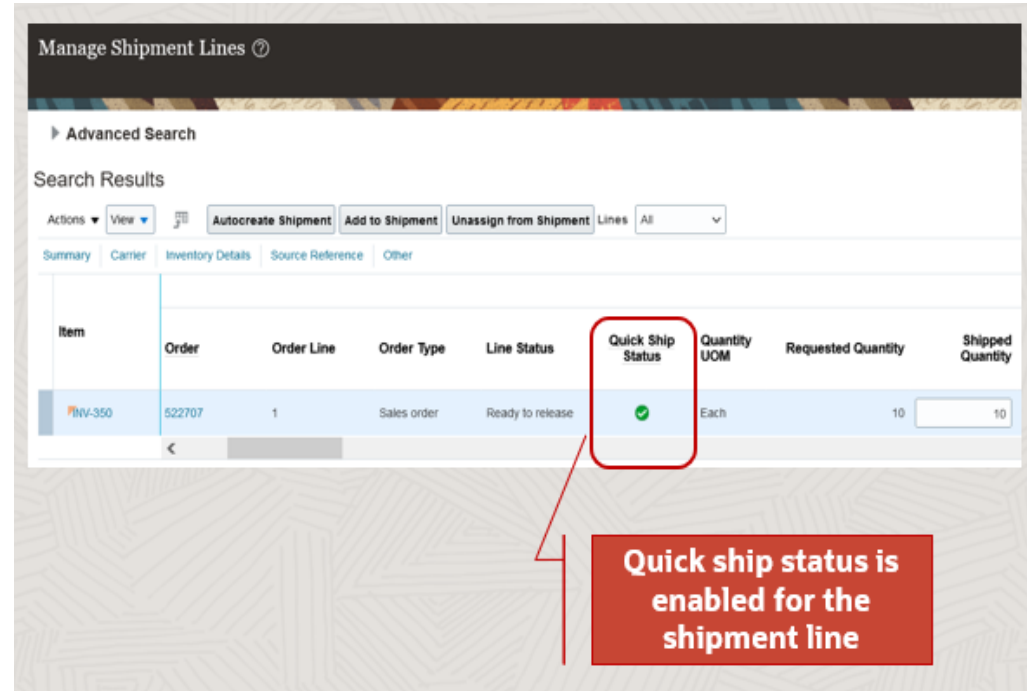 Manage Shipment Lines ?
Advanced Search
Search Results
Actions View Autocreate Shipment Add to Shipment Unassign from Shipment Lines All
Summary Carrier Inventory Details Source Reference Other
Item Order Order Line Order Type Line Status Quick Ship Status Quantity UOM Requested Quantity Shipped Quantity
INV-350 522707 1 Sales order Ready to release Each 10 10
Quick ship status is
enabled for the
shipment line